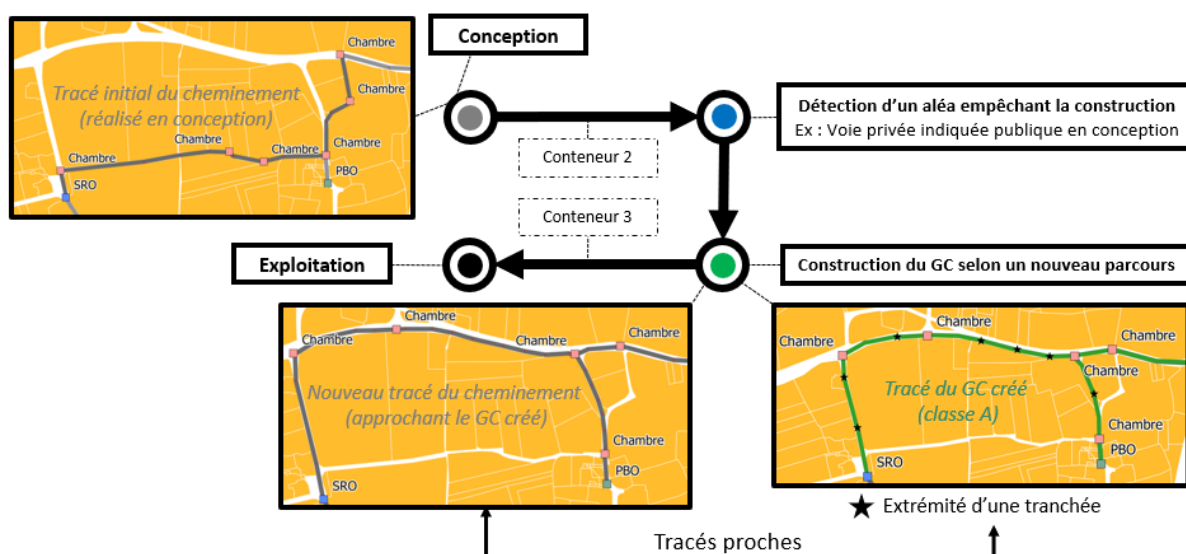 Conception
Chambre
Tracé initial du cheminement
(réalisé en conception)
Chambre
Chambre
Chambre
Chambre
Chambre
SRO
PBO
Détection d'un aléa empêchant la construction
Ex : Voie privée indiquée publique en conception
Conteneur 2
Conteneur 3
Exploitation
Construction du GC selon un nouveau parcours
Chambre
Chambre
Chambre
Chambre
Nouveau tracé du cheminement
(approchant le GC créé)
Chambre
SRO
PBO
Chambre
Chambre
Chambre
Chambre
Tracé du GC créé
(classe A)
Chambre
PBO
SRO
★ Extrémité d'une tranchée
Tracés proches